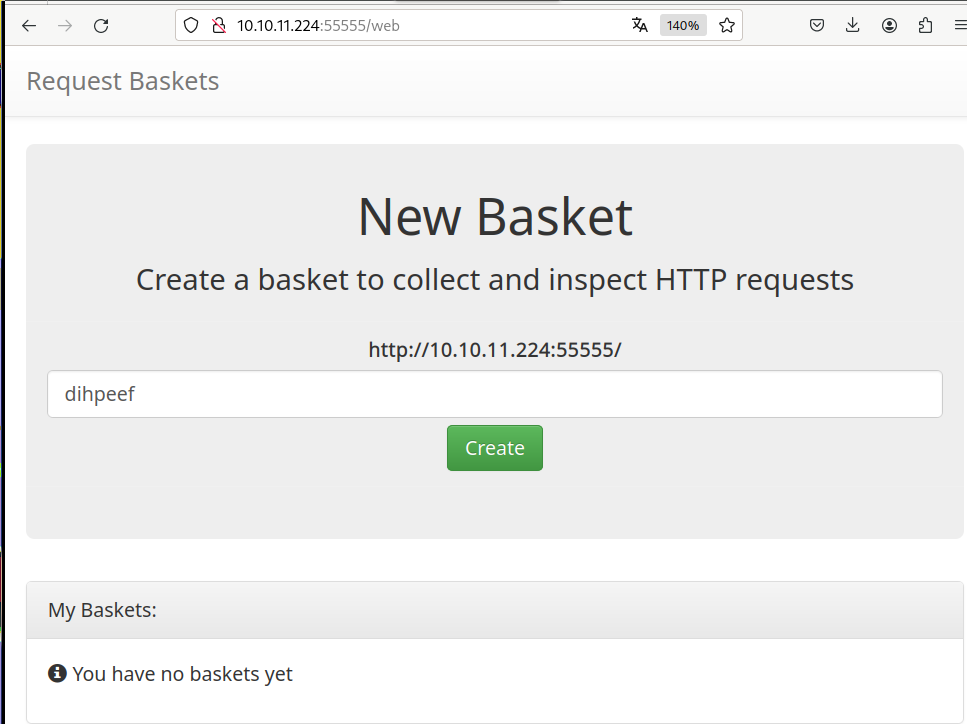 10.10.11.224:55555/web
140%
Request Baskets
New Basket
Create a basket to collect and inspect HTTP requests
http://10.10.11.224:55555/
dihpeef
Create
My Baskets:
You have no baskets yet